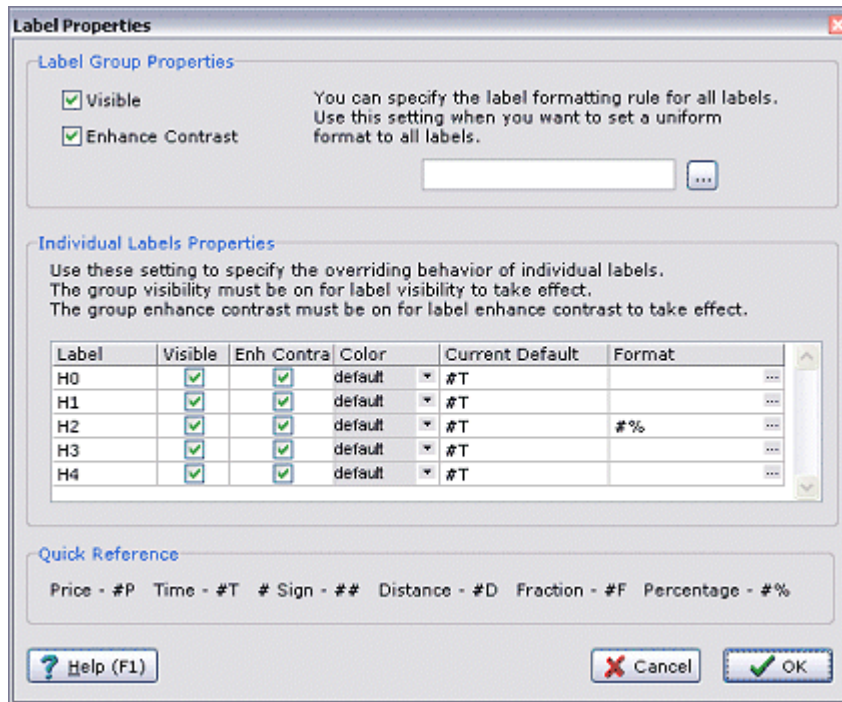 Label Properties
Label Group Properties
Visible
Enhance Contrast
You can specify the label formatting rule for all labels.
Use this setting when you want to set a uniform
format to all labels.
...
Individual Labels Properties
Use these setting to specify the overriding behavior of individual labels.
The group visibility must be on for label visibility to take effect.
The group enhance contrast must be on for label enhance contrast to take effect.
Label Visible Enh Contra Color Current Default Format
H0 default #T ...
H1 default #T ...
H2 default #T #% ...
H3 default #T ...
H4 default #T ...
Quick Reference
Price - #P Time - #T # Sign - ## Distance - #D Fraction - #F Percentage - #%
? Help (F1) Cancel OK